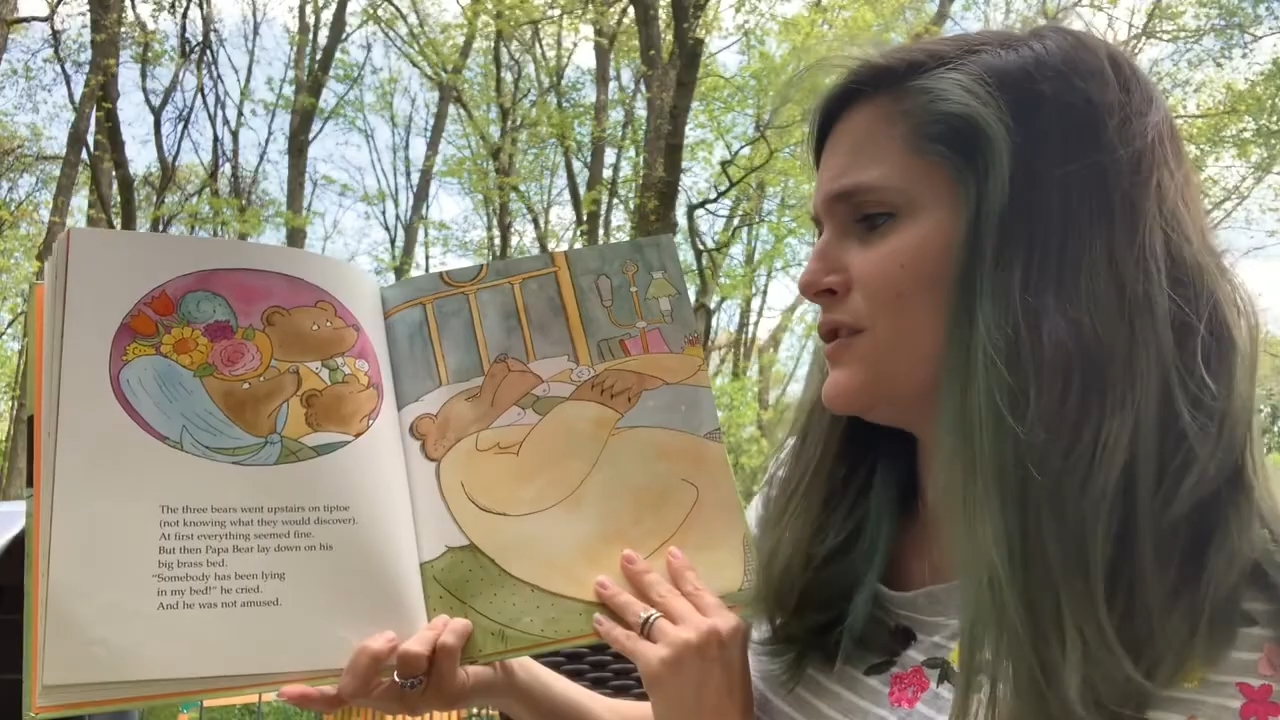 The three bears went upstairs on tiptoe
(not knowing what they would discover).
At first everything seemed fine.
But then Papa Bear lay down on his
big brass bed.
"Somebody has been lying
in my bed!" he cried.
And he was not amused.